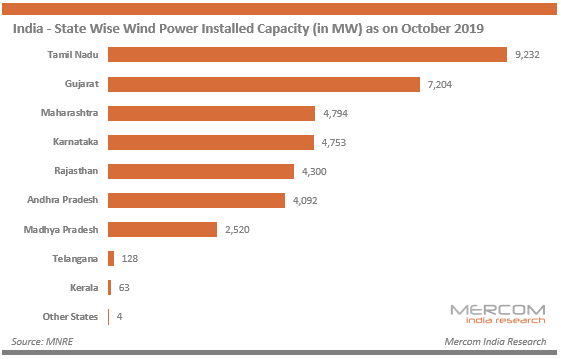 India - State Wise Wind Power Installed Capacity (in MW) as on October 2019
Tamil Nadu 9,232
Gujarat 7,204
Maharashtra 4,794
Karnataka 4,753
Rajasthan 4,300
Andhra Pradesh 4,092
Madhya Pradesh 2,520
Telangana 128
Kerala 63
Other States 4
MERCOM
india research
Source: MNRE Mercom India Research